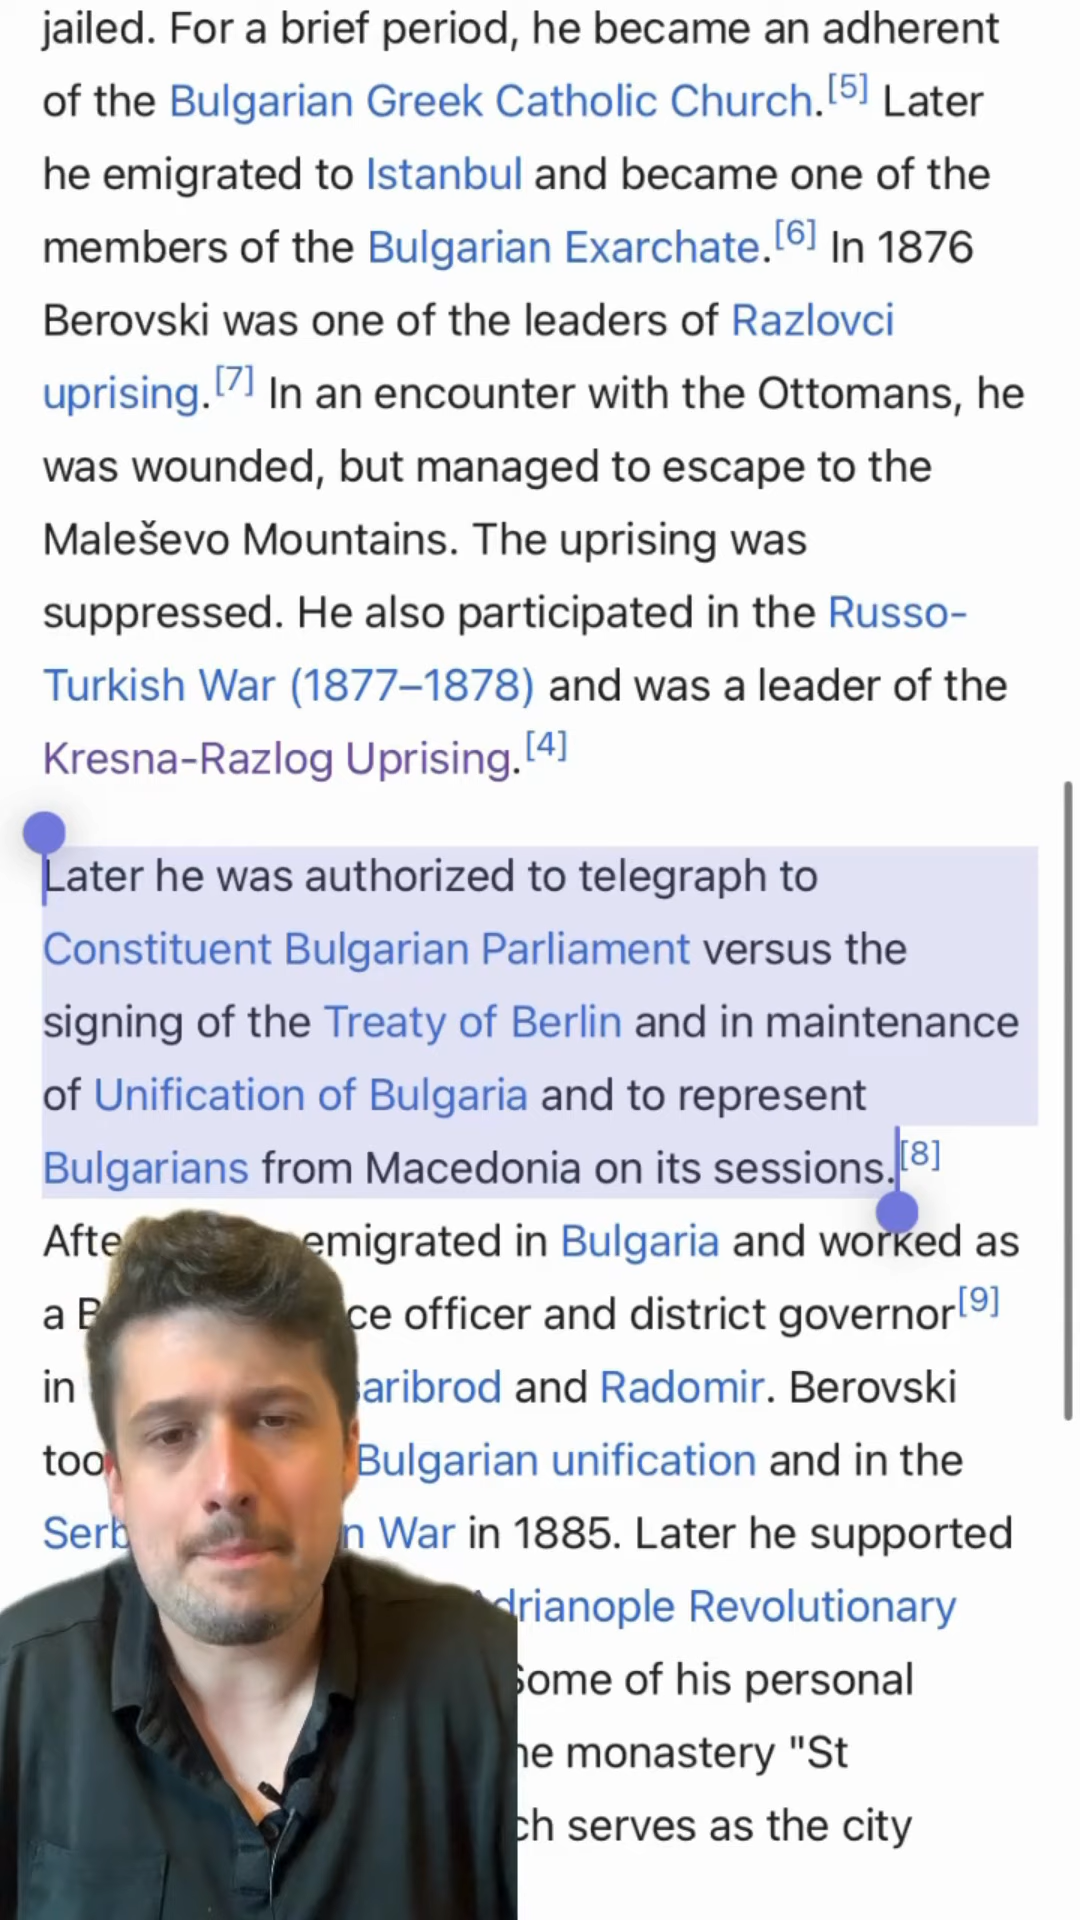 jailed. For a brief period, he became an adherent
of the Bulgarian Greek Catholic Church.[5] Later
he emigrated to Istanbul and became one of the
members of the Bulgarian Exarchate.[6] In 1876
Berovski was one of the leaders of Razlovci
uprising.[7] In an encounter with the Ottomans, he
was wounded, but managed to escape to the
Maleševo Mountains. The uprising was
suppressed. He also participated in the Russo-
Turkish War (1877–1878) and was a leader of the
Kresna-Razlog Uprising.[4]
Later he was authorized to telegraph to
Constituent Bulgarian Parliament versus the
signing of the Treaty of Berlin and in maintenance
of Unification of Bulgaria and to represent
Bulgarians from Macedonia on its sessions.[8]
emigrated in Bulgaria and worked as
a officer and district governor[9]
in and Radomir. Berovski
Bulgarian unification and in the
War in 1885. Later he supported
Revolutionary
Some of his personal
monastery "St
serves as the city